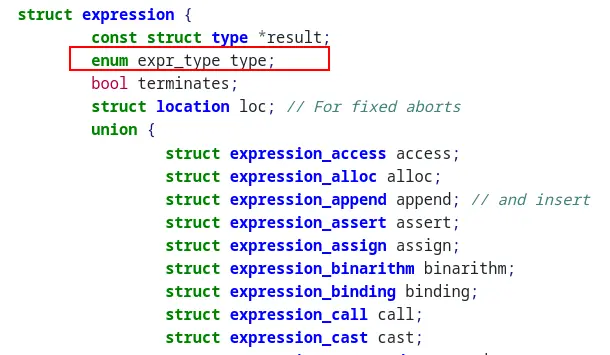 struct expression {
const struct type *result;
enum expr_type type;
bool terminates;
struct location loc; // For fixed aborts
union {
struct expression_access access;
struct expression_alloc alloc;
struct expression_append append; // and insert
struct expression_assert assert;
struct expression_assign assign;
struct expression_binarithm binarithm;
struct expression_binding binding;
struct expression_call call;
struct expression_cast cast;